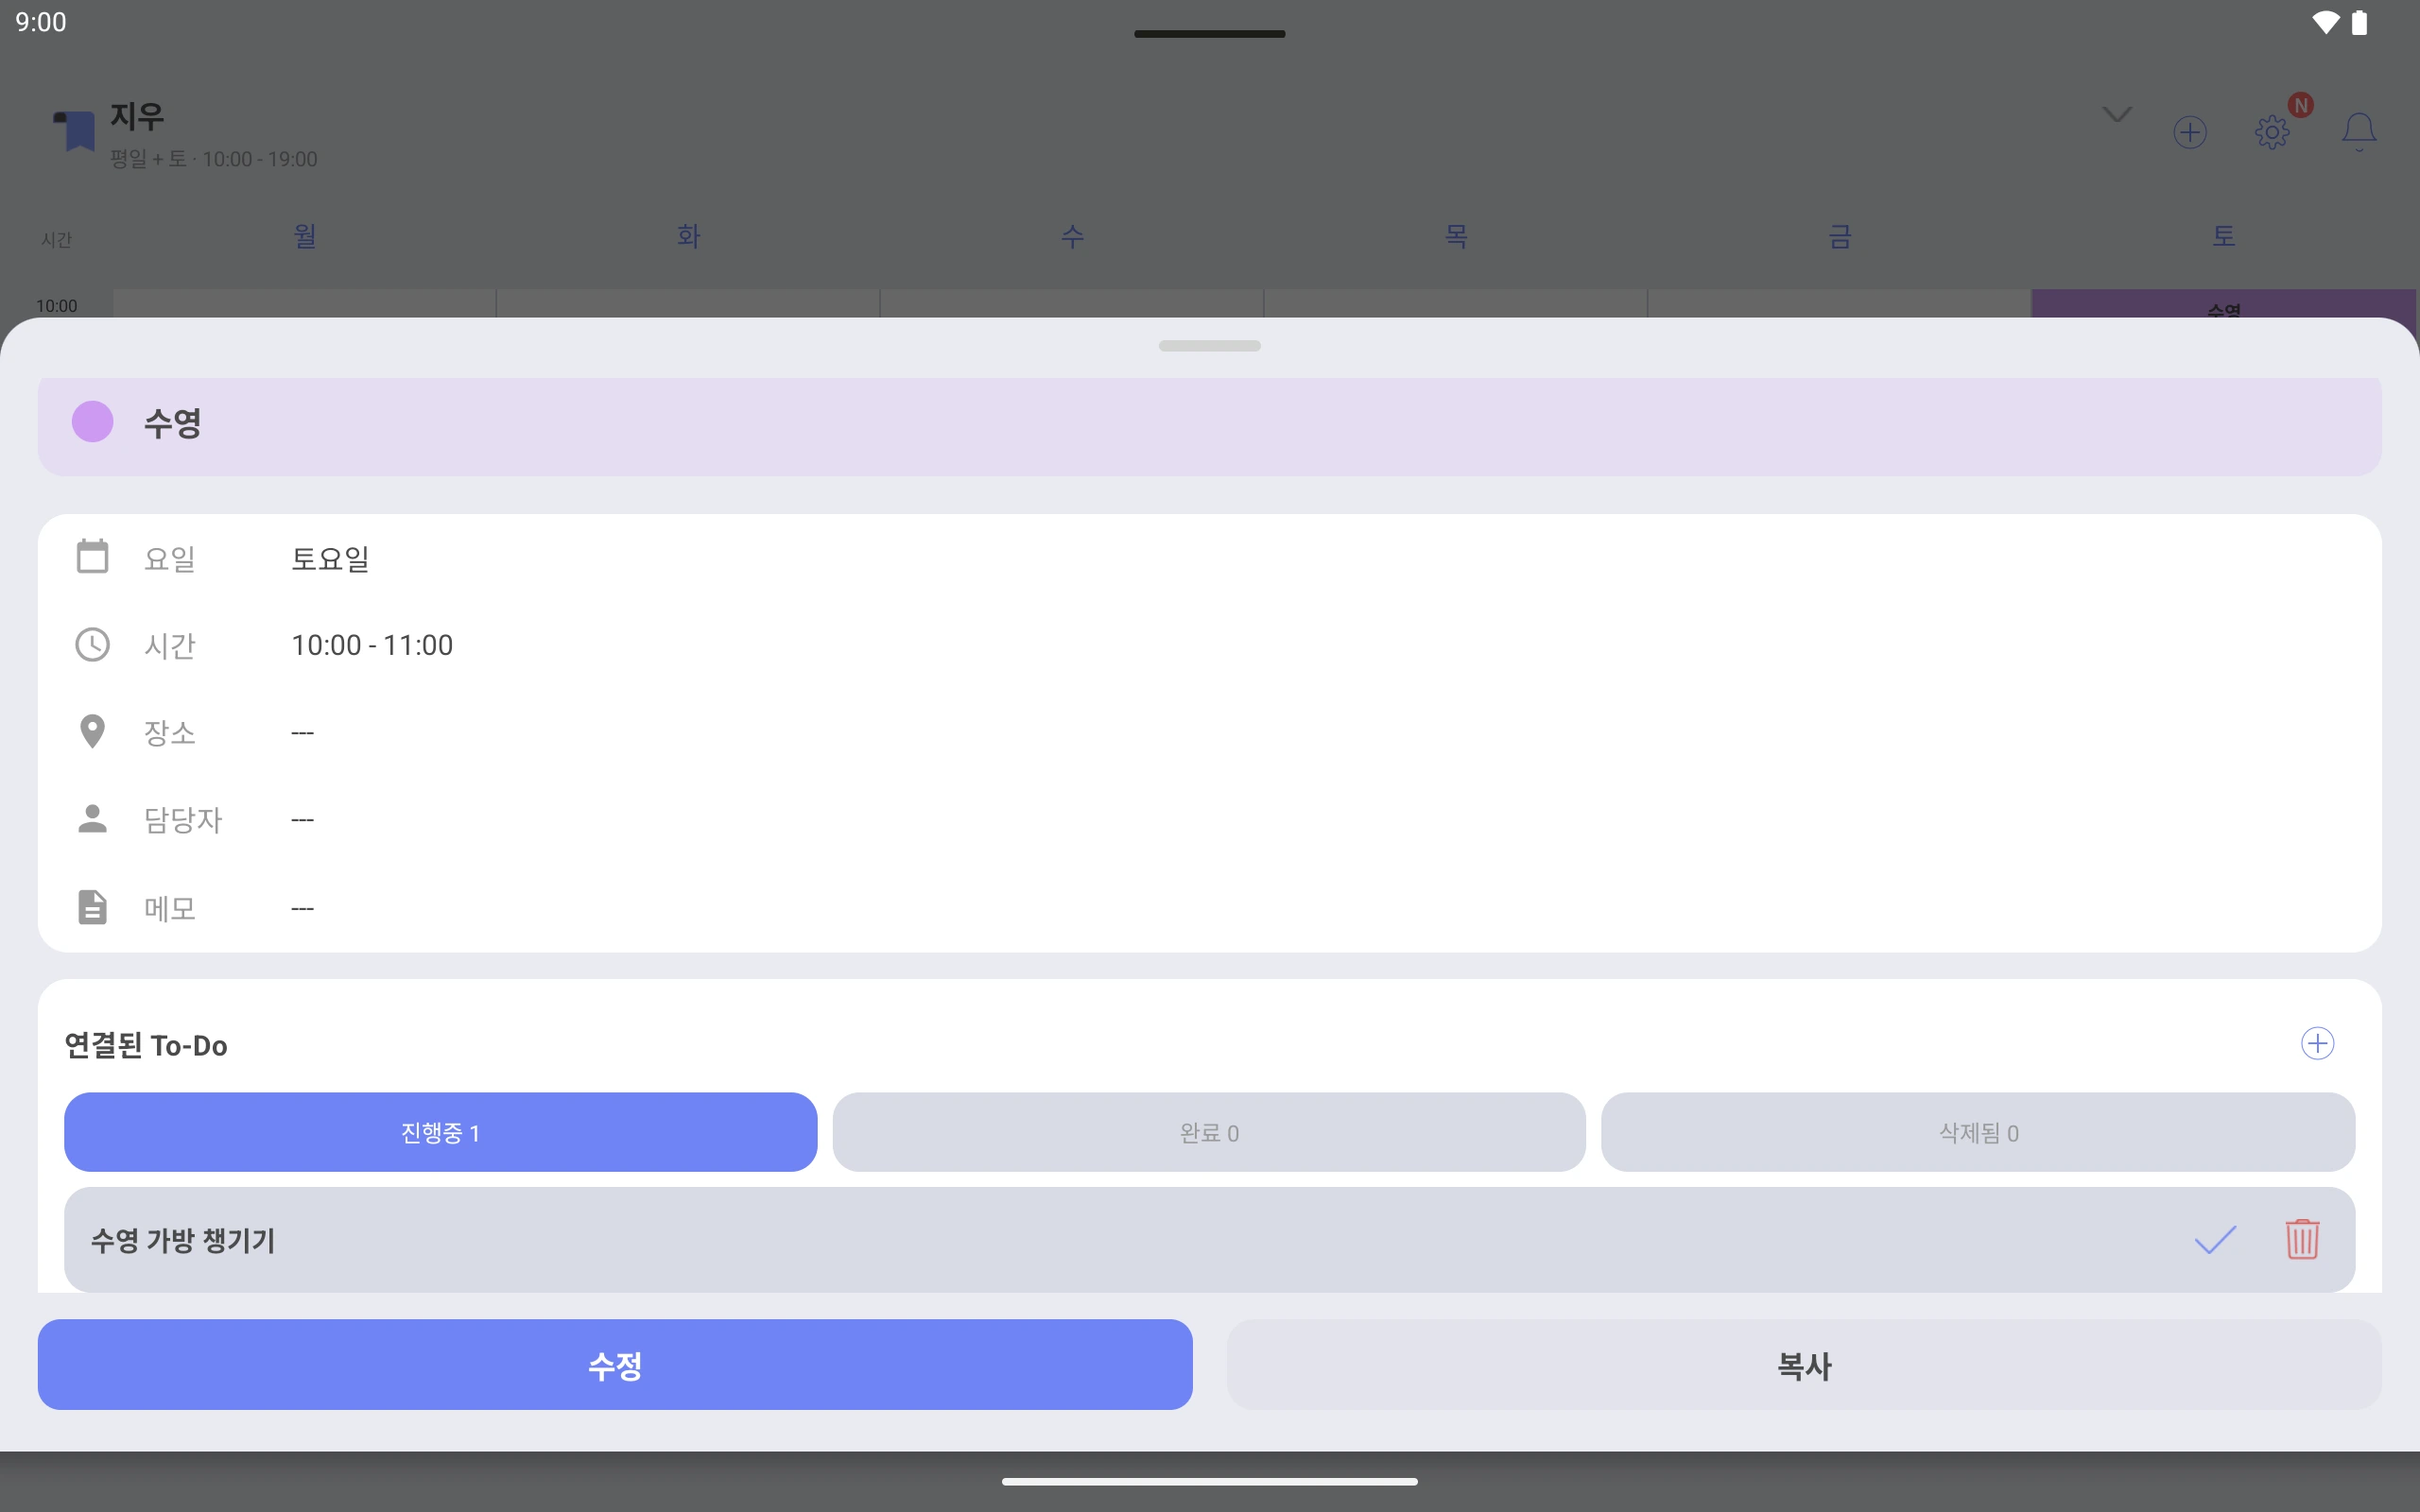 9:00
지우
N
평일 + 토 · 10:00 - 19:00
시간 월 화 수 목 금 토
10:00
수영
수영
요일 토요일
시간 10:00 - 11:00
장소 ---
담당자 ---
메모 ---
연결된 To-Do
진행중 1 완료 0 삭제됨 0
수영 가방 챙기기
수정 복사